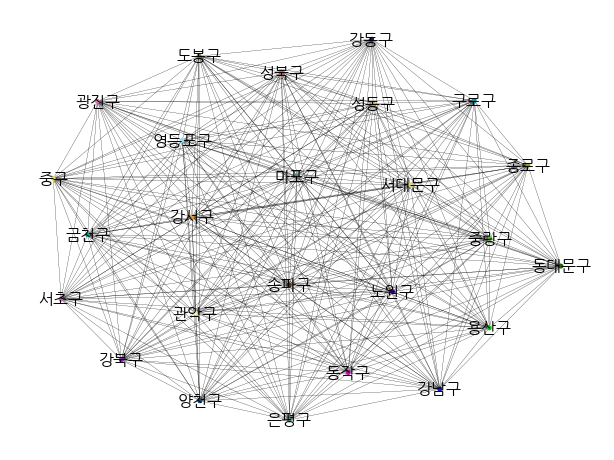 강동구
도봉구
성북구
광진구
성동구
구로구
영등포구
종로구
중구
마포구
서대문구
강서구
금천구
중랑구
동대문구
서초구
송파구
노원구
관악구
용산구
강북구
동작구
강남구
양천구
은평구